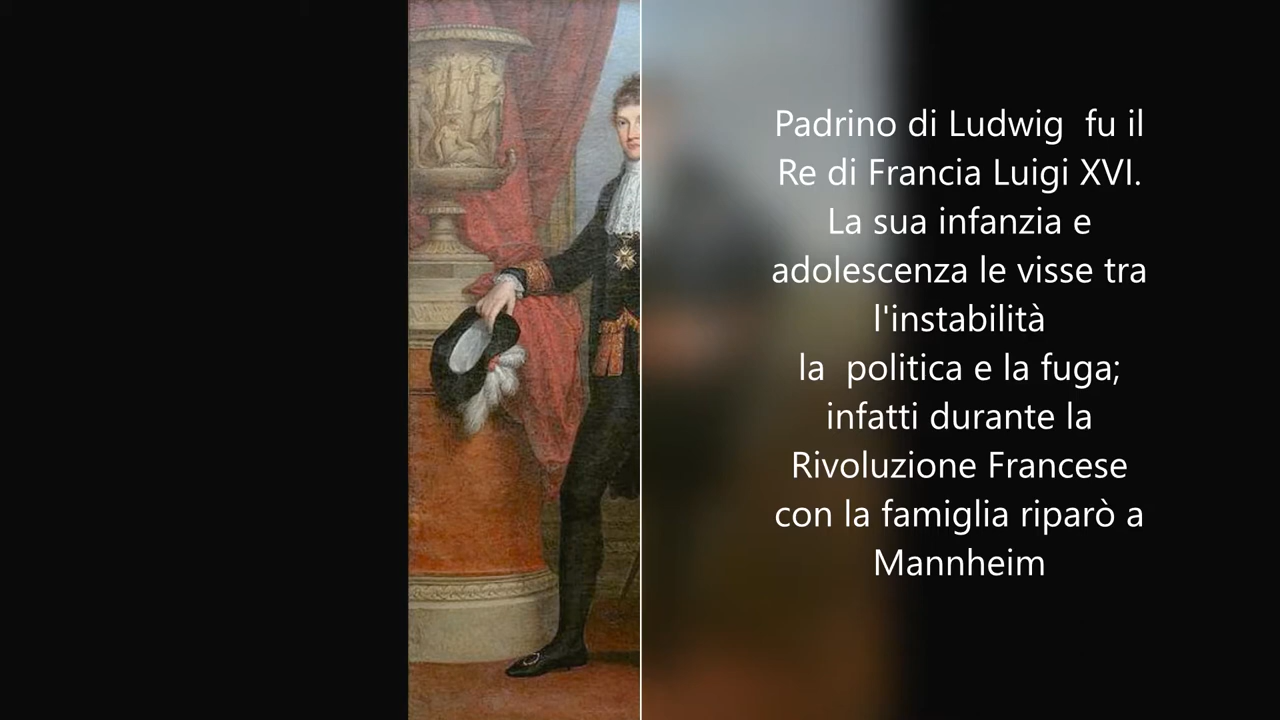 Padrino di Ludwig  fu il
Re di Francia Luigi XVI.
La sua infanzia e
adolescenza le visse tra
l'instabilità
la  politica e la fuga;
infatti durante la
Rivoluzione Francese
con la famiglia riparò a
Mannheim